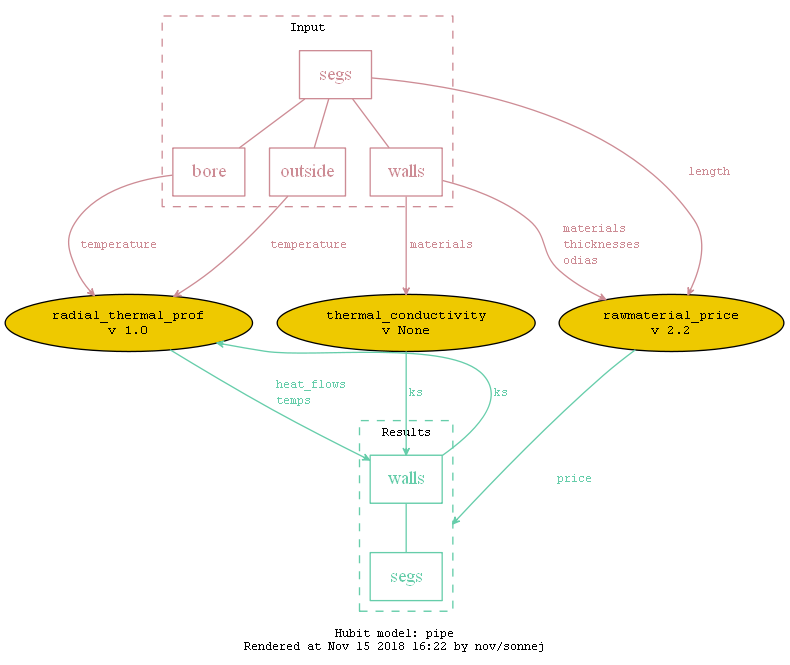 Input
segs
bore
outside
walls
length
temperature
temperature
materials
materials
thicknesses
odias
radial_thermal_prof
v 1.0
thermal_conductivity
v None
rawmaterial_price
v 2.2
heat_flows
temps
ks
ks
Results
walls
price
segs
Hubit model: pipe
Rendered at Nov 15 2018 16:22 by nov/sonnej